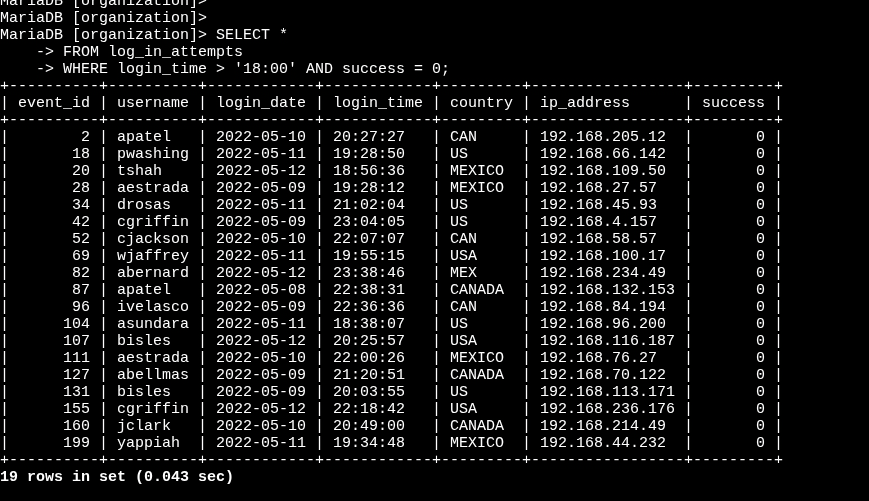 MariaDB [organization]>
MariaDB [organization]>
MariaDB [organization]> SELECT *
    -> FROM log_in_attempts
    -> WHERE login_time > '18:00' AND success = 0;
+----------+----------+------------+------------+---------+-----------------+---------+
| event_id | username | login_date | login_time | country | ip_address      | success |
+----------+----------+------------+------------+---------+-----------------+---------+
|        2 | apatel   | 2022-05-10 | 20:27:27   | CAN     | 192.168.205.12  |       0 |
|       18 | pwashing | 2022-05-11 | 19:28:50   | US      | 192.168.66.142  |       0 |
|       20 | tshah    | 2022-05-12 | 18:56:36   | MEXICO  | 192.168.109.50  |       0 |
|       28 | aestrada | 2022-05-09 | 19:28:12   | MEXICO  | 192.168.27.57   |       0 |
|       34 | drosas   | 2022-05-11 | 21:02:04   | US      | 192.168.45.93   |       0 |
|       42 | cgriffin | 2022-05-09 | 23:04:05   | US      | 192.168.4.157   |       0 |
|       52 | cjackson | 2022-05-10 | 22:07:07   | CAN     | 192.168.58.57   |       0 |
|       69 | wjaffrey | 2022-05-11 | 19:55:15   | USA     | 192.168.100.17  |       0 |
|       82 | abernard | 2022-05-12 | 23:38:46   | MEX     | 192.168.234.49  |       0 |
|       87 | apatel   | 2022-05-08 | 22:38:31   | CANADA  | 192.168.132.153 |       0 |
|       96 | ivelasco | 2022-05-09 | 22:36:36   | CAN     | 192.168.84.194  |       0 |
|      104 | asundara | 2022-05-11 | 18:38:07   | US      | 192.168.96.200  |       0 |
|      107 | bisles   | 2022-05-12 | 20:25:57   | USA     | 192.168.116.187 |       0 |
|      111 | aestrada | 2022-05-10 | 22:00:26   | MEXICO  | 192.168.76.27   |       0 |
|      127 | abellmas | 2022-05-09 | 21:20:51   | CANADA  | 192.168.70.122  |       0 |
|      131 | bisles   | 2022-05-09 | 20:03:55   | US      | 192.168.113.171 |       0 |
|      155 | cgriffin | 2022-05-12 | 22:18:42   | USA     | 192.168.236.176 |       0 |
|      160 | jclark   | 2022-05-10 | 20:49:00   | CANADA  | 192.168.214.49  |       0 |
|      199 | yappiah  | 2022-05-11 | 19:34:48   | MEXICO  | 192.168.44.232  |       0 |
+----------+----------+------------+------------+---------+-----------------+---------+
19 rows in set (0.043 sec)